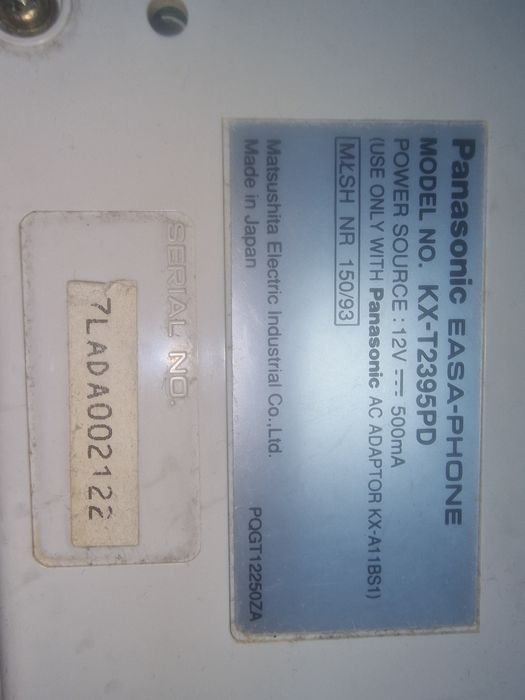 Panasonic EASA-PHONE
MODEL NO. KX-T2395PD
POWER SOURCE : 12V ⎓ 500mA
(USE ONLY WITH Panasonic AC ADAPTOR KX-A11BS1)
MŁSH NR 150/93
Matsushita Electric Industrial Co.,Ltd.
Made in Japan
PQGT12250ZA
SERIAL NO.
7LADA002122